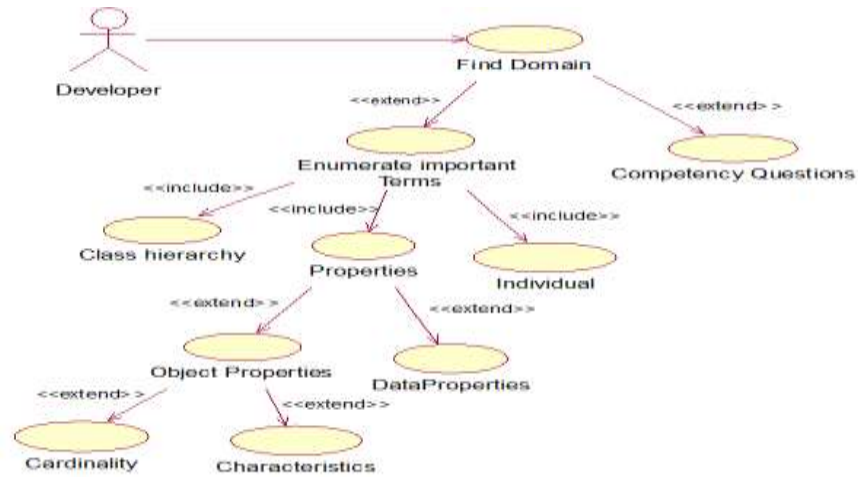 Find Domain
Developer
<<extend>>
<<extend> >
Enumerate important
Terms
Competency Questions
<<include>>
<<include>>
<<include>>
Class hierarchy
Properties
Individual
<<extend> >
<<extend>>
Object Properties
DataProperties
<<extend> >
<<extend>>
Cardinality
Characteristics